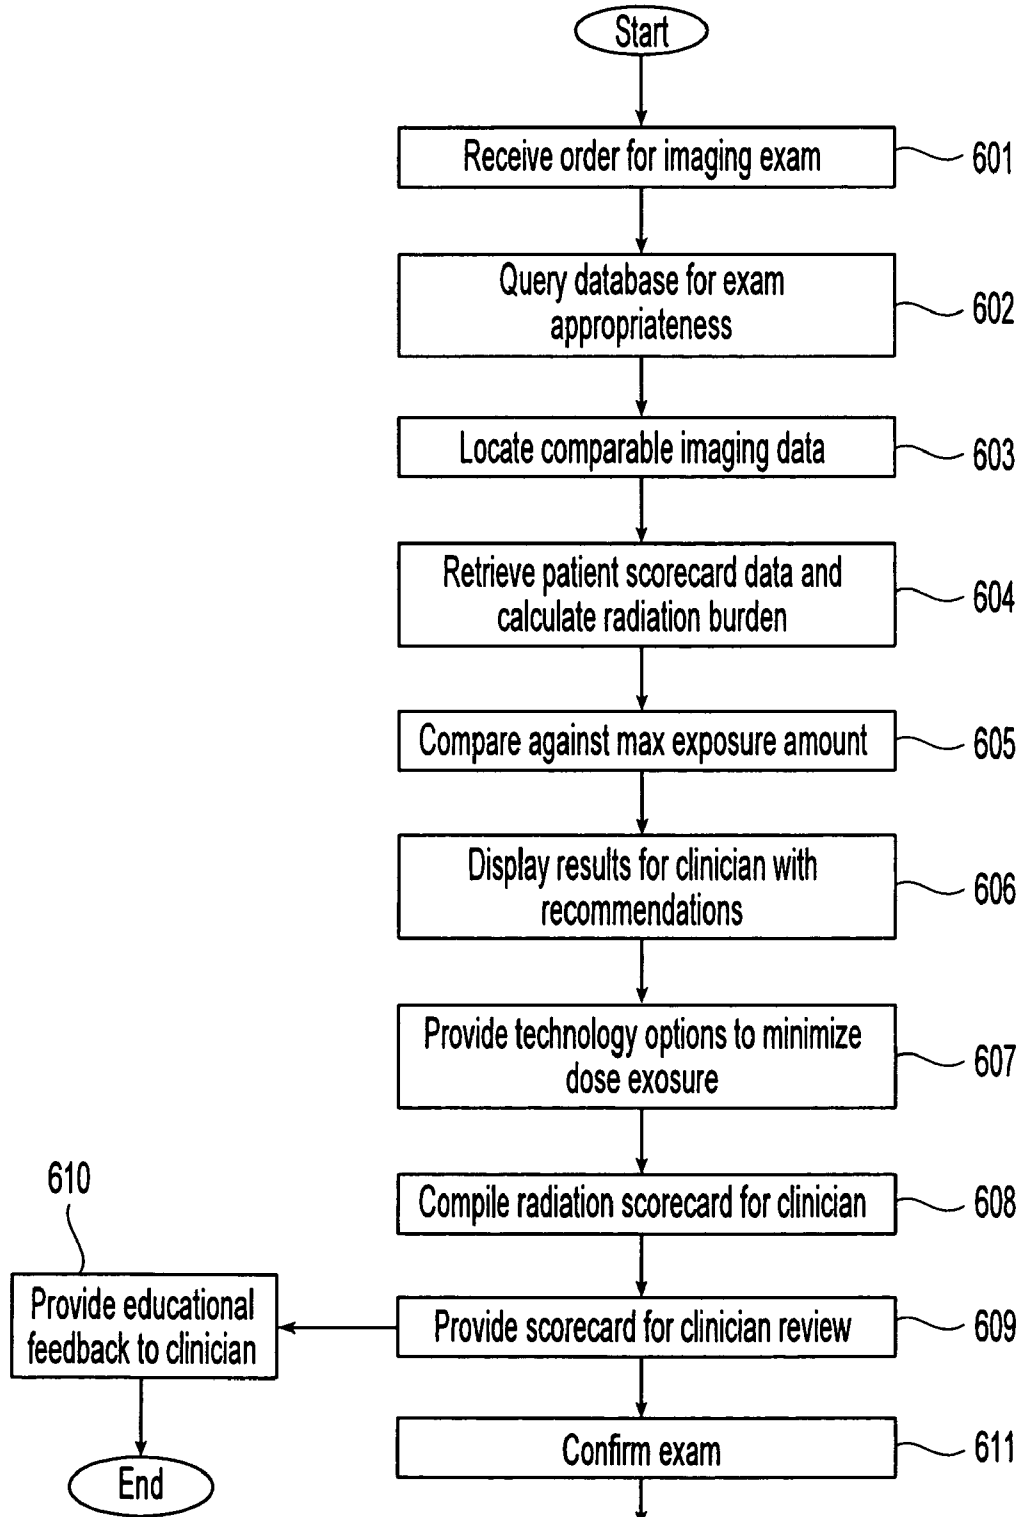 Start
Receive order for imaging exam
601
Query database for exam
appropriateness
602
Locate comparable imaging data
603
Retrieve patient scorecard data and
calculate radiation burden
604
Compare against max exposure amount
605
Display results for clinician with
recommendations
606
Provide technology options to minimize
dose exosure
607
Compile radiation scorecard for clinician
608
Provide scorecard for clinician review
609
610
Provide educational
feedback to clinician
End
Confirm exam
611